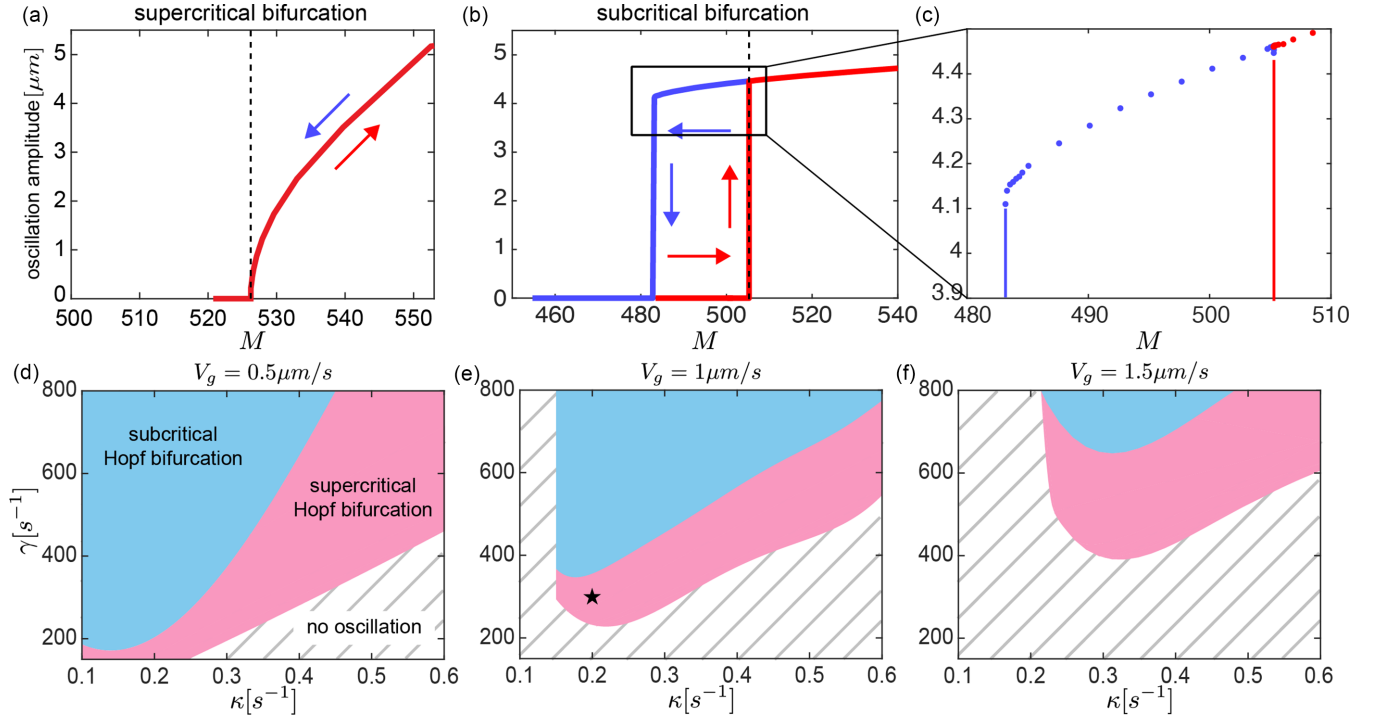 (a) supercritical bifurcation
oscillation amplitude [μm]
5
4
3
2
1
0
500 510 520 530 540 550
M
(b) subcritical bifurcation
5
4
3
2
1
0
460 480 500 520 540
M
(c)
4.4
4.3
4.2
4.1
4
3.9
480 490 500 510
M
(d) V_g = 0.5μm/s
γ[s⁻¹]
800
600
400
200
subcritical
Hopf bifurcation
supercritical
Hopf bifurcation
no oscillation
0.1 0.2 0.3 0.4 0.5 0.6
κ[s⁻¹]
(e) V_g = 1μm/s
800
600
400
200
0.1 0.2 0.3 0.4 0.5 0.6
κ[s⁻¹]
(f) V_g = 1.5μm/s
800
600
400
200
0.1 0.2 0.3 0.4 0.5 0.6
κ[s⁻¹]